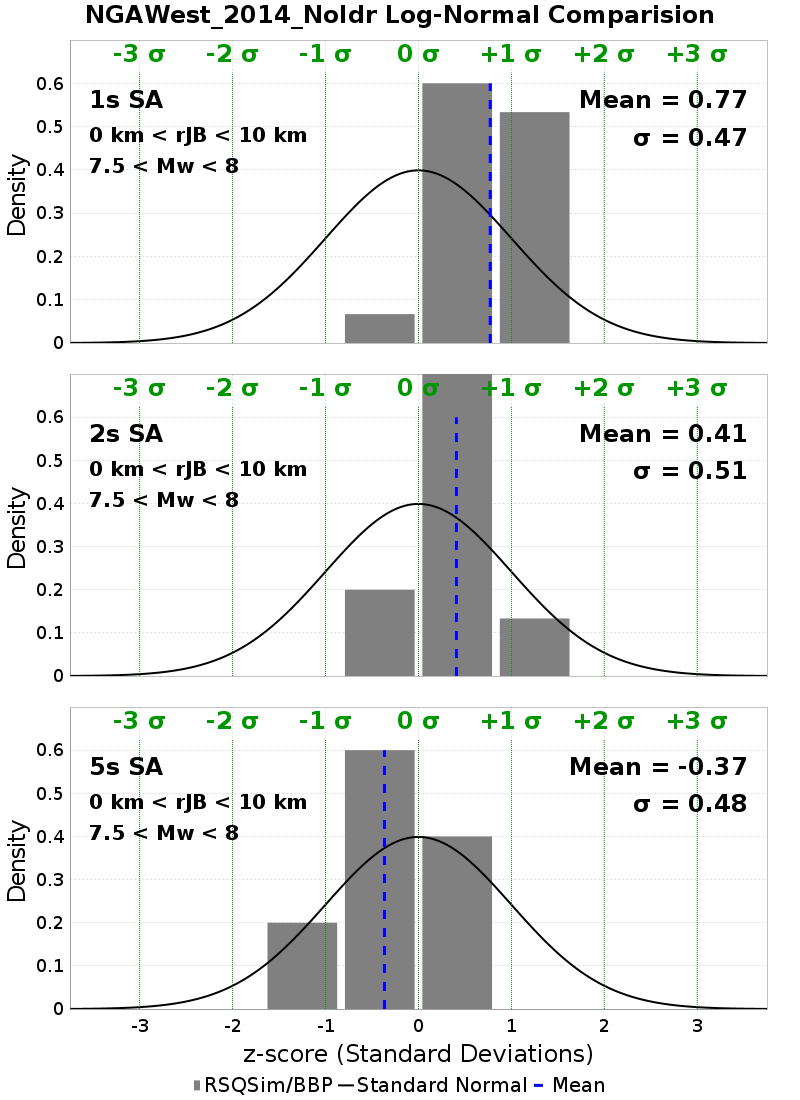 NGAWest_2014_NoIdr Log-Normal Comparision
-3 σ -2 σ -1 σ 0 σ +1 σ +2 σ +3 σ
1s SA
0 km < rJB < 10 km
7.5 < Mw < 8
Mean = 0.77
σ = 0.47
Density
0.6
0.5
0.4
0.3
0.2
0.1
0
-3 σ -2 σ -1 σ 0 σ +1 σ +2 σ +3 σ
2s SA
0 km < rJB < 10 km
7.5 < Mw < 8
Mean = 0.41
σ = 0.51
Density
0.6
0.5
0.4
0.3
0.2
0.1
0
-3 σ -2 σ -1 σ 0 σ +1 σ +2 σ +3 σ
5s SA
0 km < rJB < 10 km
7.5 < Mw < 8
Mean = -0.37
σ = 0.48
Density
0.6
0.5
0.4
0.3
0.2
0.1
0
-3 -2 -1 0 1 2 3
z-score (Standard Deviations)
RSQSim/BBP Standard Normal Mean